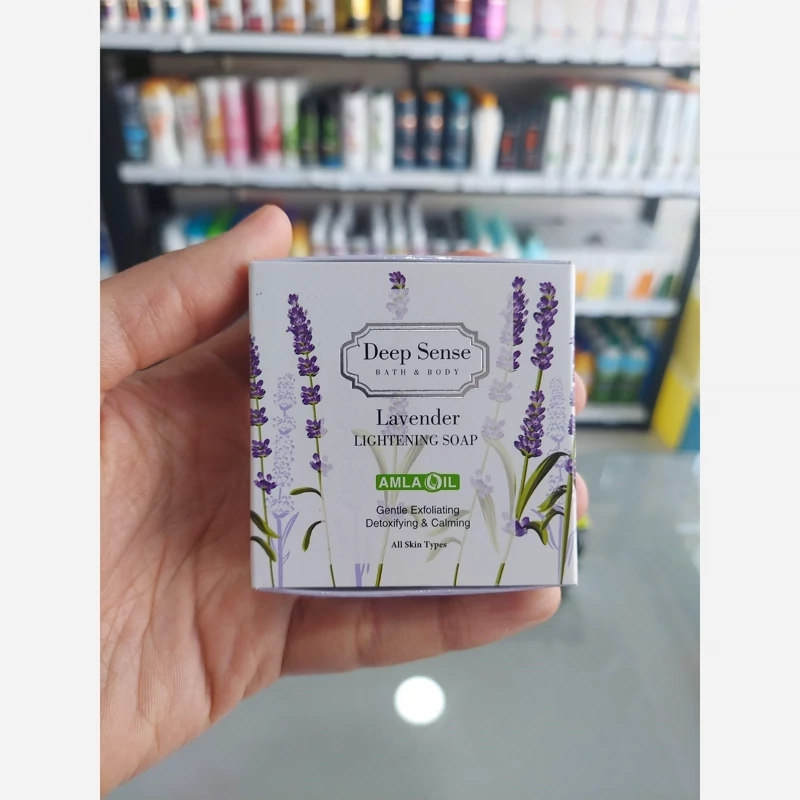 Deep Sense
BATH & BODY
Lavender
LIGHTENING SOAP
AMLA OIL
Gentle Exfoliating
Detoxifying & Calming
All Skin Types